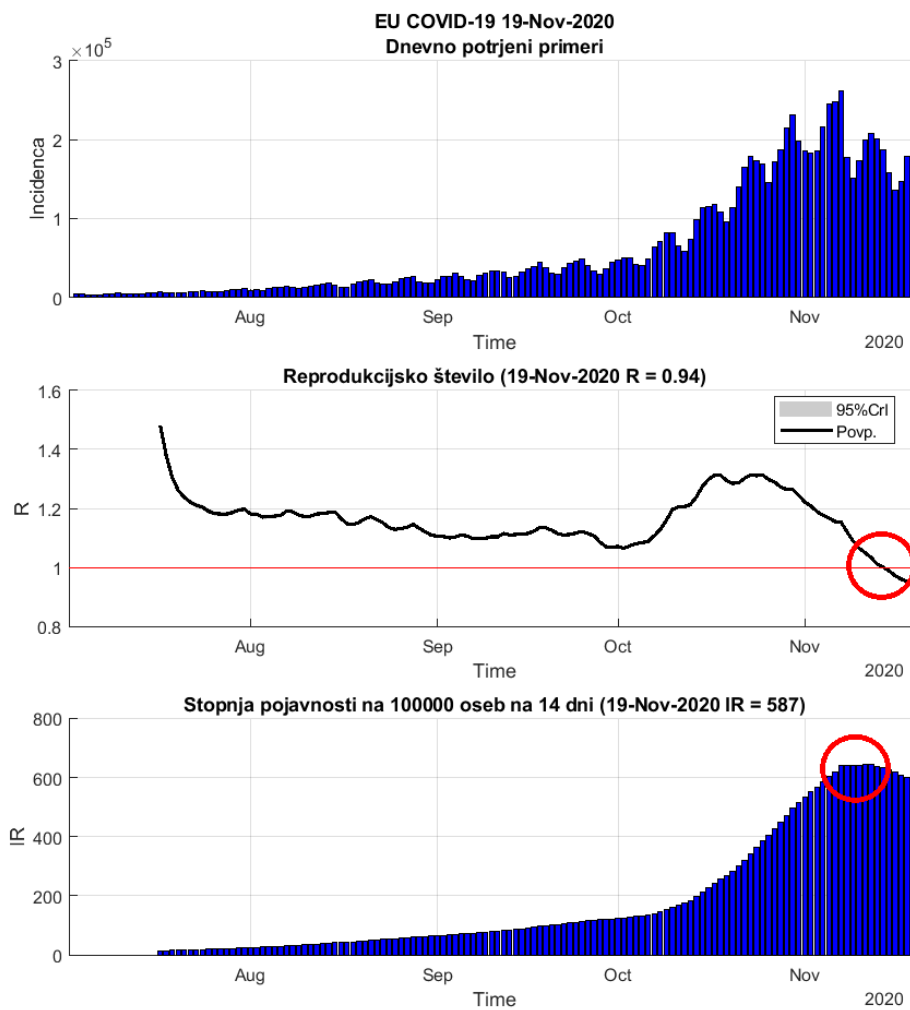 EU COVID-19 19-Nov-2020
Dnevno potrjeni primeri
×10⁵
3
2
1
0
Incidenca
Aug
Sep
Oct
Nov
Time
2020
Reprodukcijsko število (19-Nov-2020 R = 0.94)
1.6
1.4
1.2
1
0.8
R
95%CrI
Povp.
Aug
Sep
Oct
Nov
Time
2020
Stopnja pojavnosti na 100000 oseb na 14 dni (19-Nov-2020 IR = 587)
800
600
400
200
0
IR
Aug
Sep
Oct
Nov
Time
2020